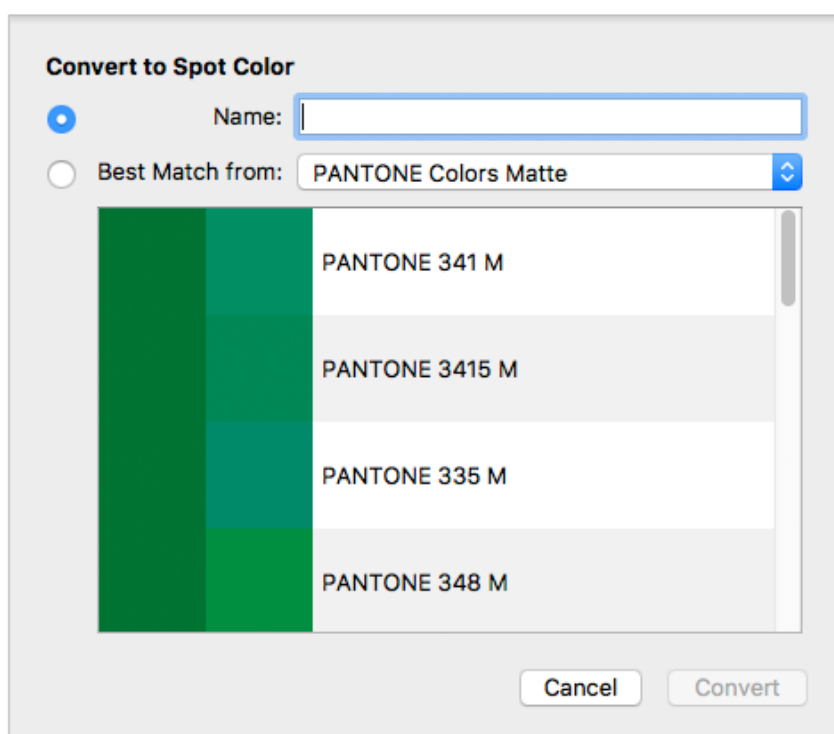 Convert to Spot Color
Name:
Best Match from: PANTONE Colors Matte
PANTONE 341 M
PANTONE 3415 M
PANTONE 335 M
PANTONE 348 M
Cancel Convert